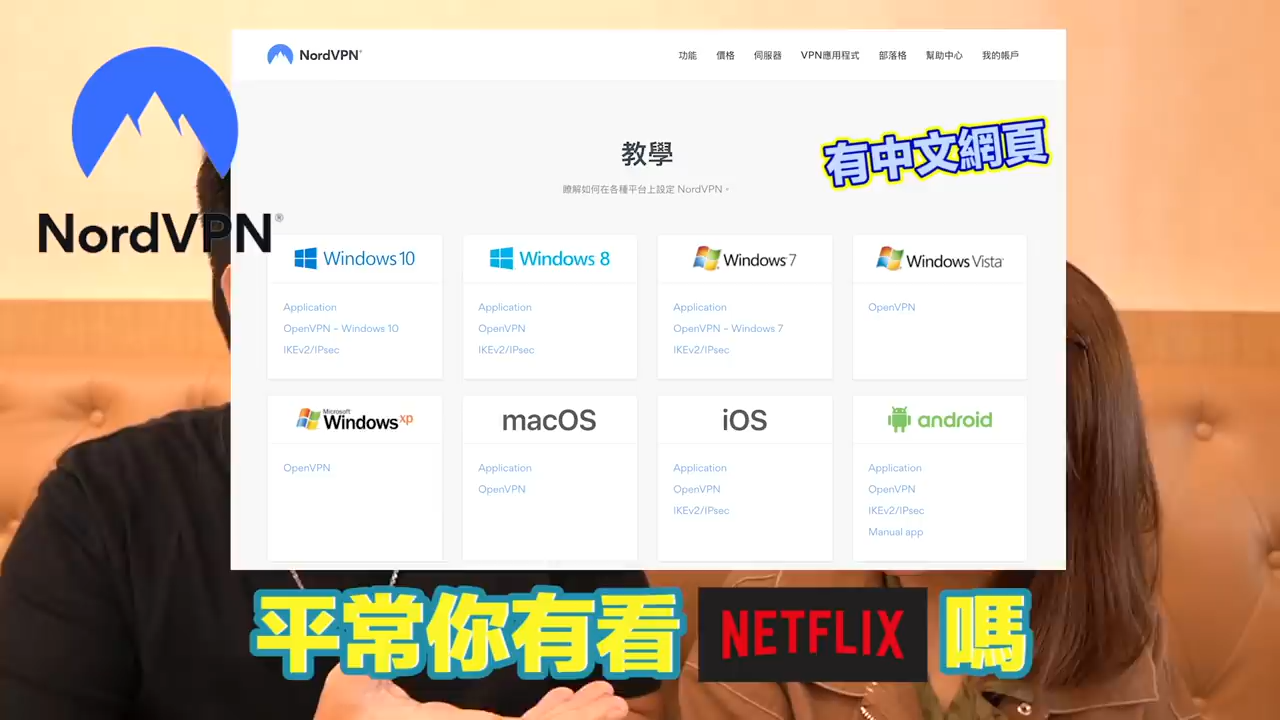 NordVPN®
功能 價格 伺服器 VPN應用程式 部落格 幫助中心 我的帳戶
教學
瞭解如何在各種平台上設定 NordVPN。
有中文網頁
NordVPN®
Windows 10
Application
OpenVPN – Windows 10
IKEv2/IPsec
Windows 8
Application
OpenVPN
IKEv2/IPsec
Windows 7
Application
OpenVPN – Windows 7
IKEv2/IPsec
Windows Vista
OpenVPN
Microsoft
Windows xp
OpenVPN
macOS
Application
OpenVPN
iOS
Application
OpenVPN
IKEv2/IPsec
android
Application
OpenVPN
IKEv2/IPsec
Manual app
平常你有看 NETFLIX 嗎